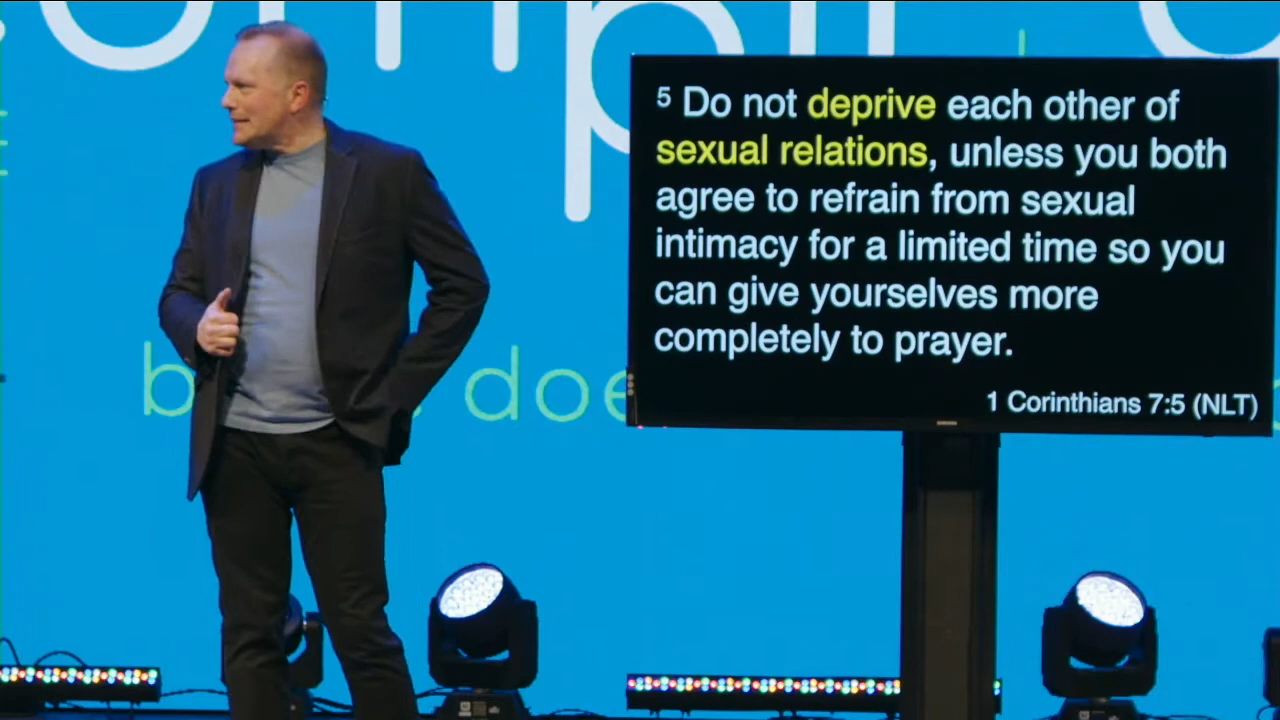 5 Do not deprive each other of
sexual relations, unless you both
agree to refrain from sexual
intimacy for a limited time so you
can give yourselves more
completely to prayer.
1 Corinthians 7:5 (NLT)